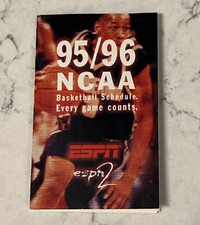 95/96
NCAA
Basketball Schedule.
Every game counts.
ESPN
espn2